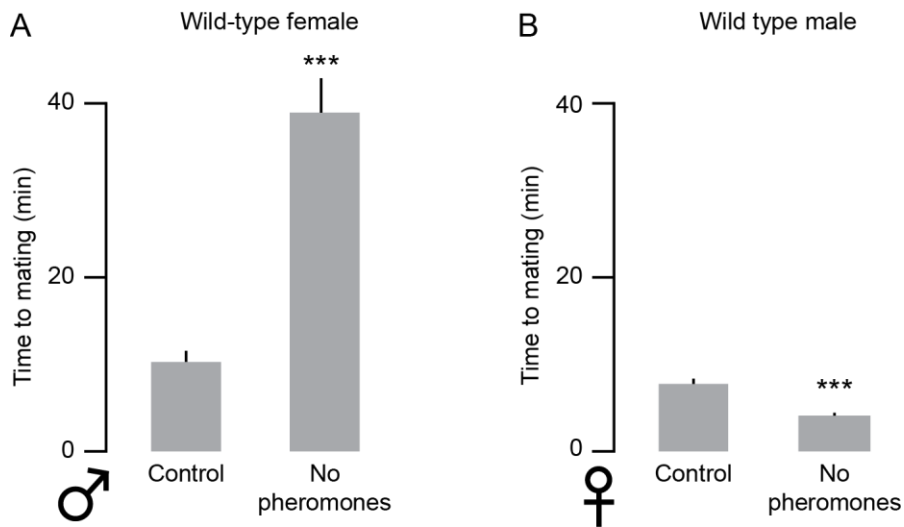 A
Wild-type female
***
40
20
0
Time to mating (min)
Control
No
pheromones
B
Wild type male
40
20
0
Time to mating (min)
***
Control
No
pheromones